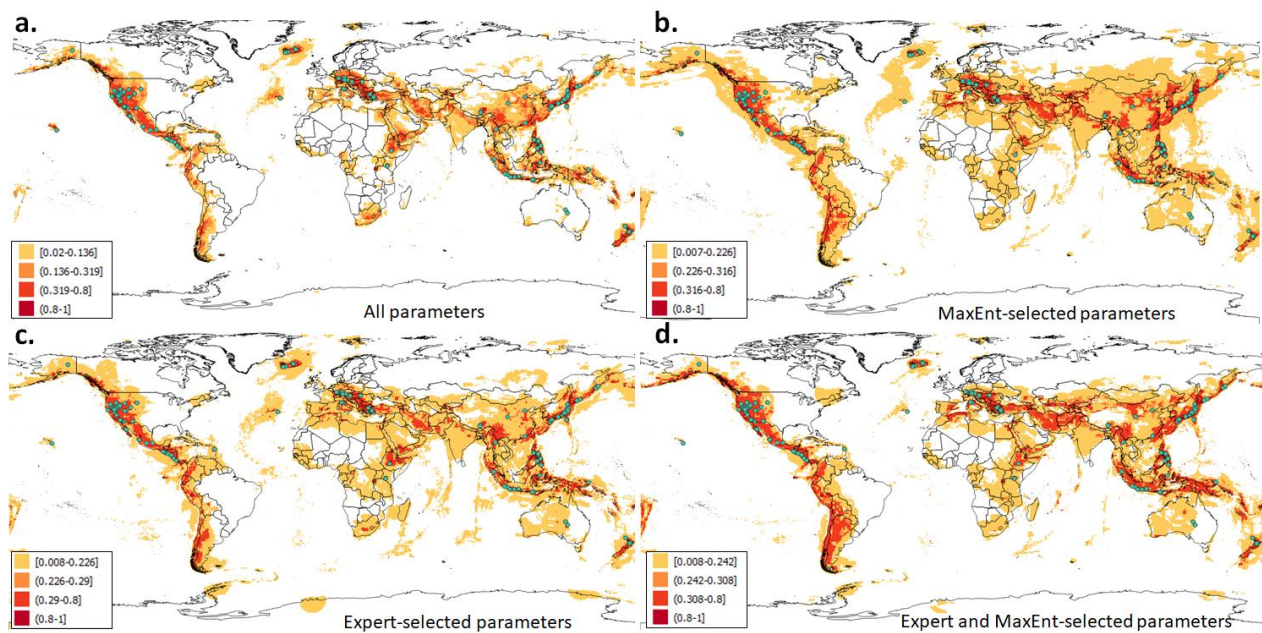 a.
[0.02-0.136]
(0.136-0.319]
(0.319-0.8]
(0.8-1]
All parameters
b.
[0.007-0.226]
(0.226-0.316]
(0.316-0.8]
(0.8-1]
MaxEnt-selected parameters
c.
[0.008-0.226]
(0.226-0.29]
(0.29-0.8]
(0.8-1]
Expert-selected parameters
d.
[0.008-0.242]
(0.242-0.308]
(0.308-0.8]
(0.8-1]
Expert and MaxEnt-selected parameters